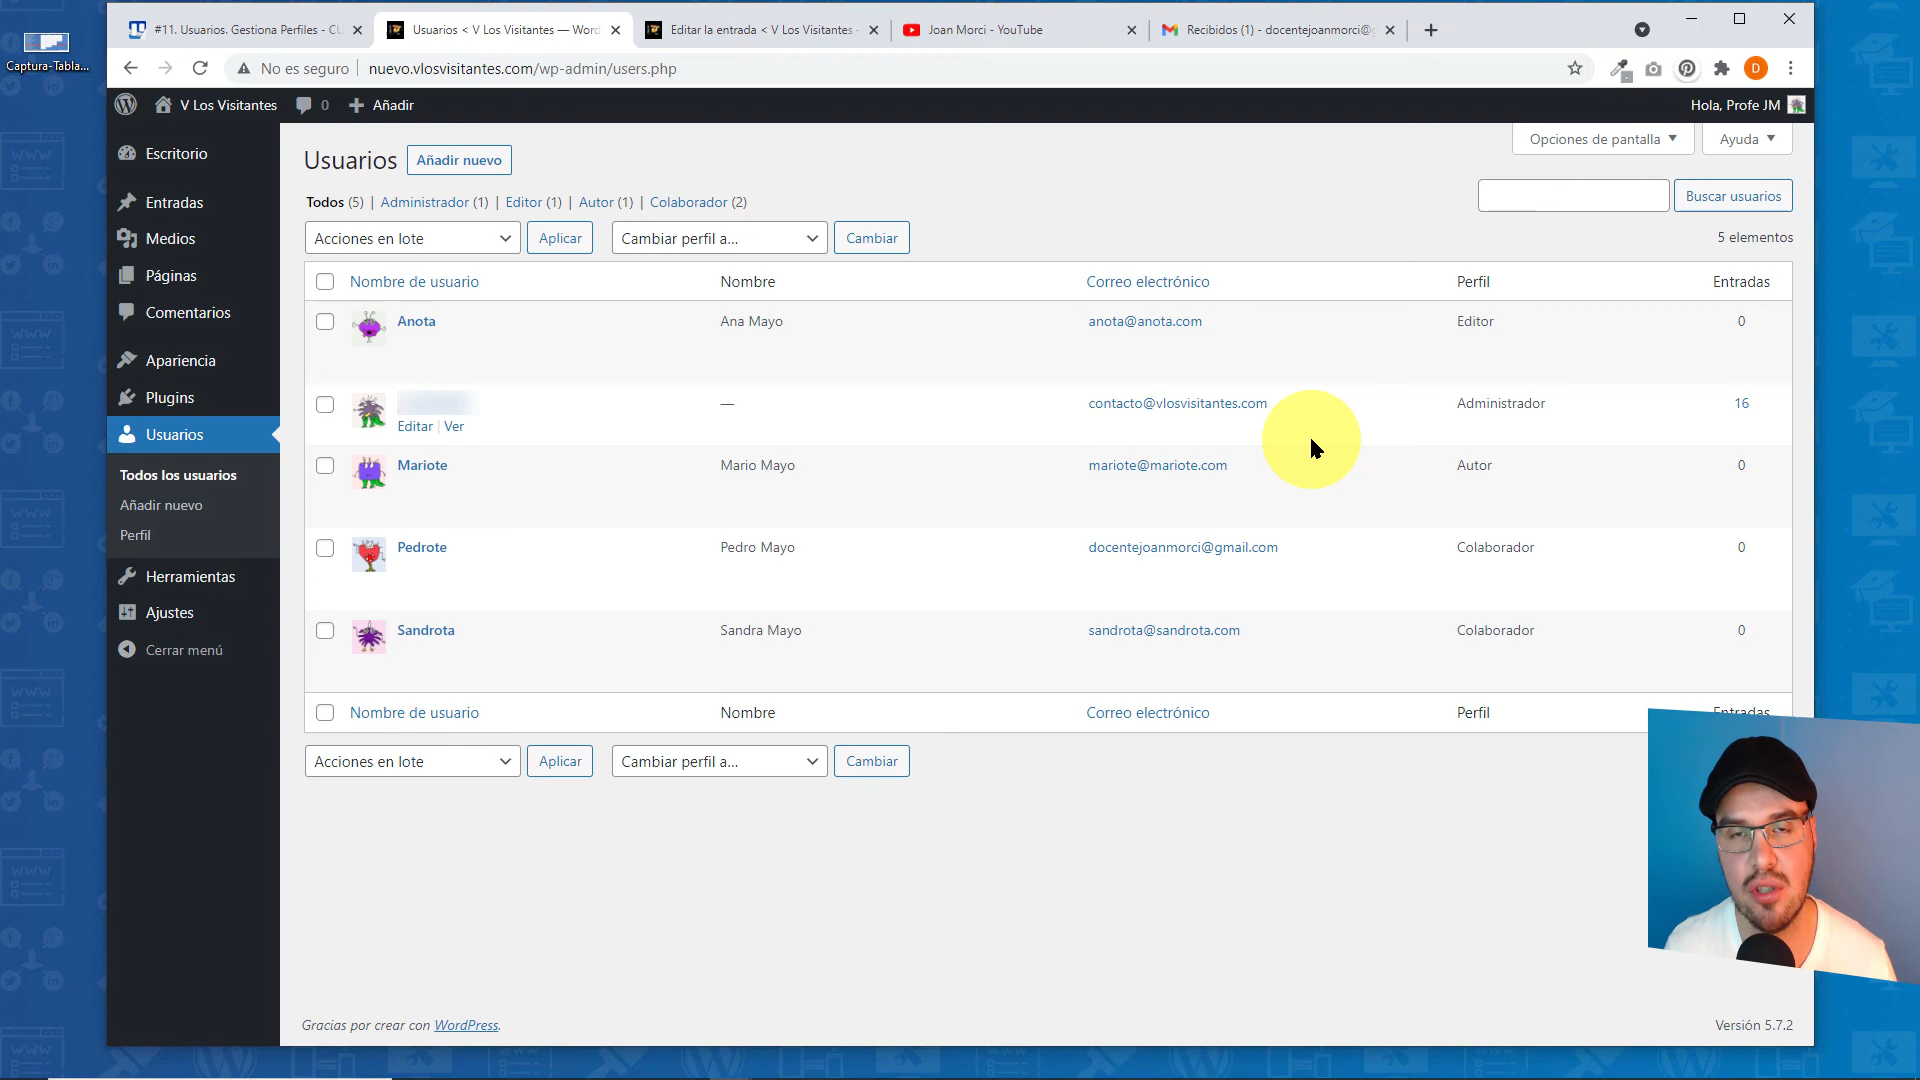 Captura-Tabla...
#11. Usuarios. Gestiona Perfiles - CU
Usuarios < V Los Visitantes — Word
Editar la entrada < V Los Visitantes -
Joan Morci - YouTube
Recibidos (1) - docentejoanmorci@g
No es seguro
nuevo.vlosvisitantes.com/wp-admin/users.php
D
V Los Visitantes
0
Añadir
Hola, Profe JM
Escritorio
Entradas
Medios
Páginas
Comentarios
Apariencia
Plugins
Usuarios
Todos los usuarios
Añadir nuevo
Perfil
Herramientas
Ajustes
Cerrar menú
Opciones de pantalla
Ayuda
Usuarios
Añadir nuevo
Todos (5) | Administrador (1) | Editor (1) | Autor (1) | Colaborador (2)
Buscar usuarios
Acciones en lote
Aplicar
Cambiar perfil a...
Cambiar
5 elementos
Nombre de usuario Nombre Correo electrónico Perfil Entradas
Anota Ana Mayo anota@anota.com Editor 0
— contacto@vlosvisitantes.com Administrador 16
Editar | Ver
Mariote Mario Mayo mariote@mariote.com Autor 0
Pedrote Pedro Mayo docentejoanmorci@gmail.com Colaborador 0
Sandrota Sandra Mayo sandrota@sandrota.com Colaborador 0
Nombre de usuario Nombre Correo electrónico Perfil Entradas
Acciones en lote
Aplicar
Cambiar perfil a...
Cambiar
Gracias por crear con WordPress.
Versión 5.7.2